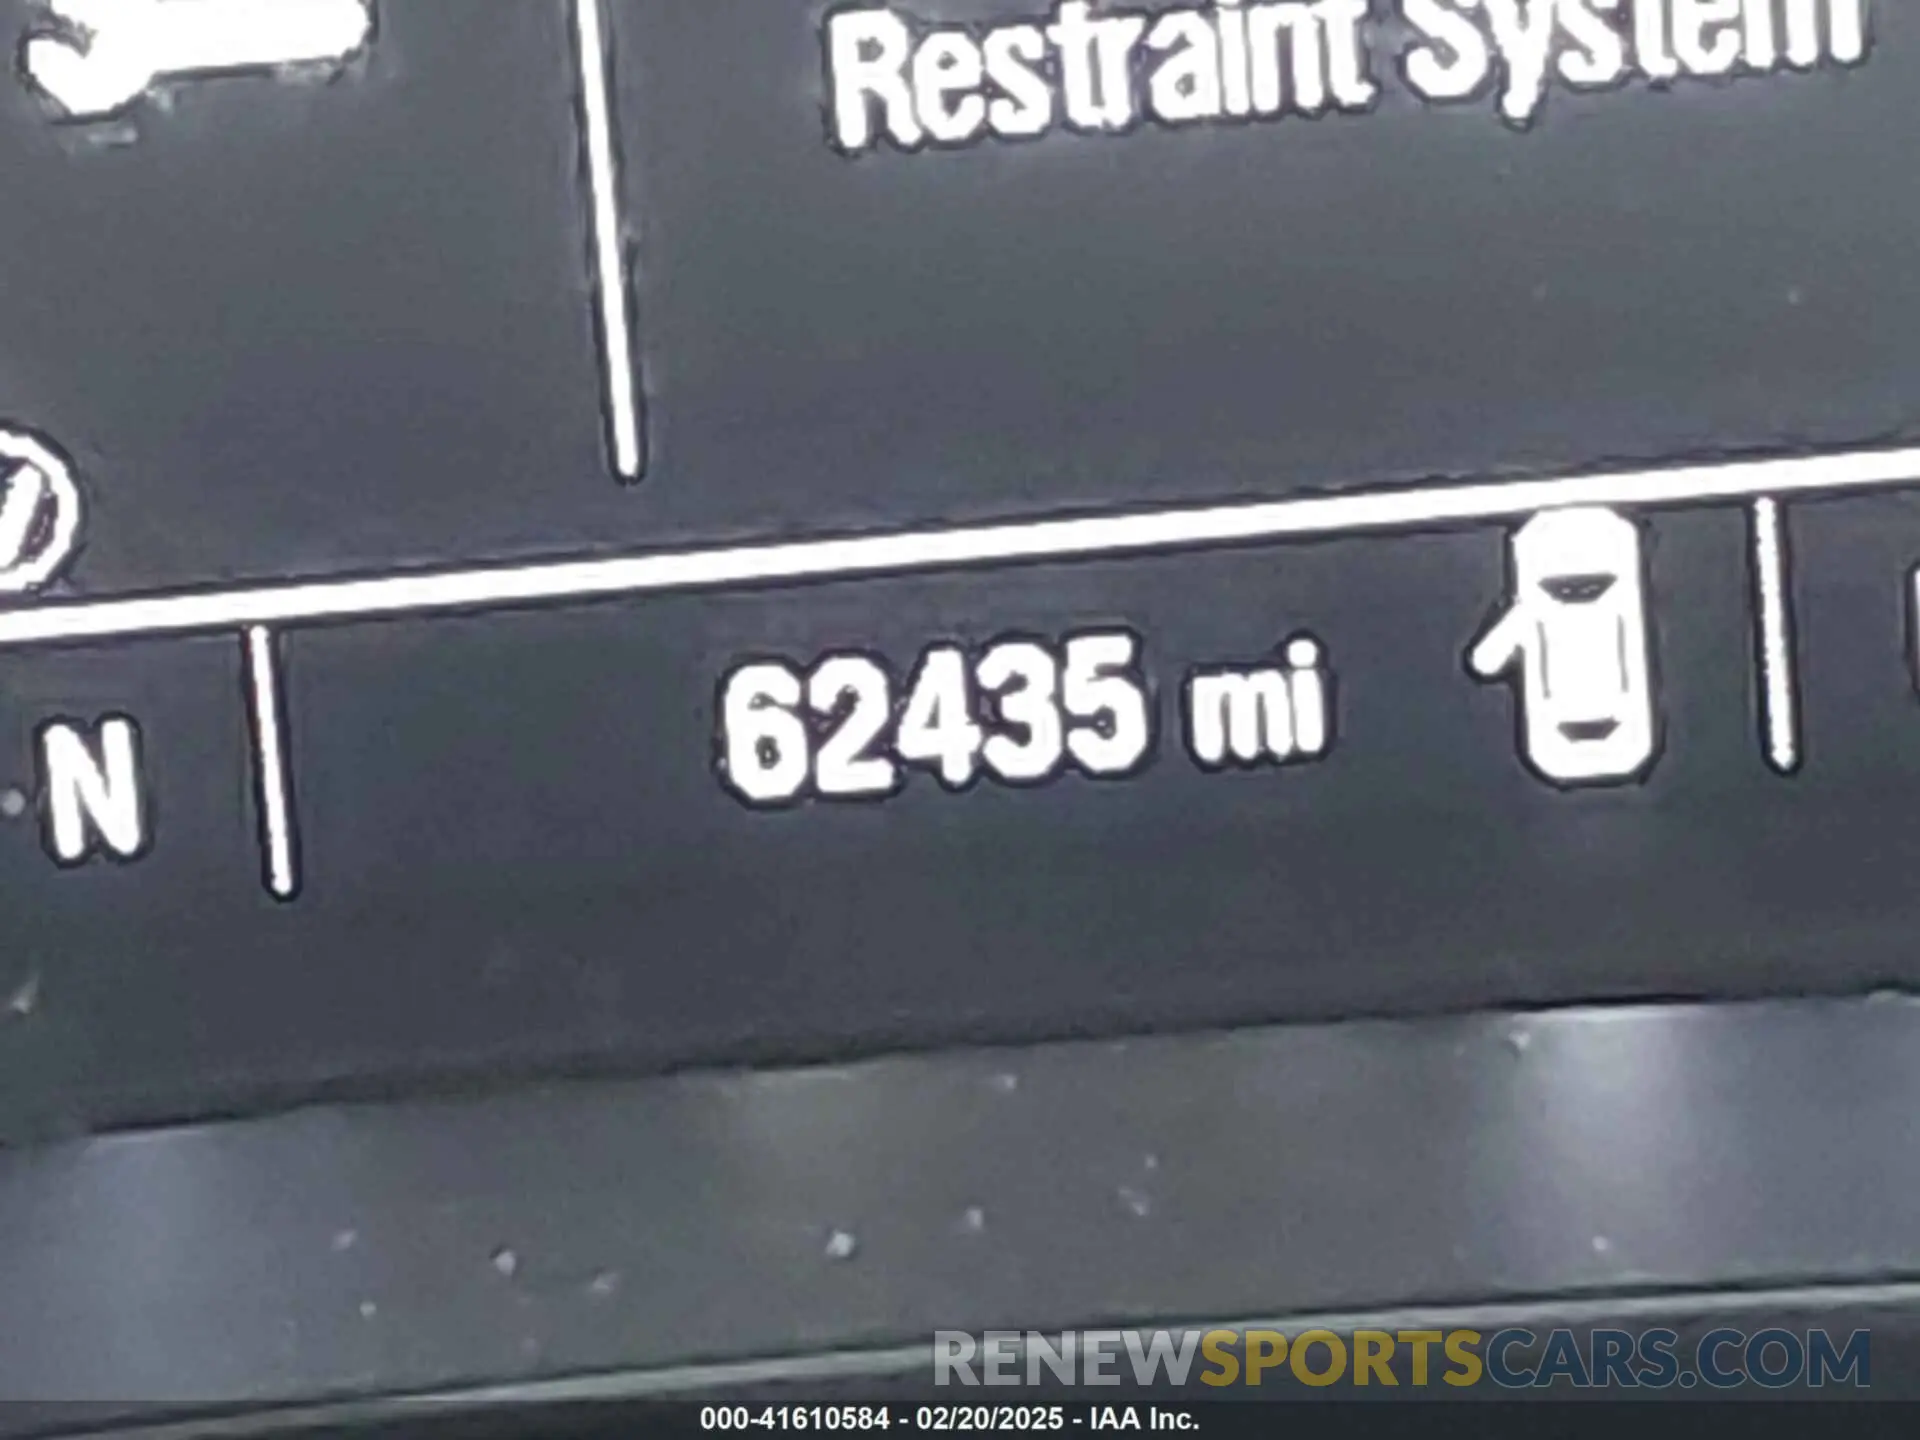 Restraint System
62435 mi
N
RENEWSPORTSCARS.COM
000-41610584 - 02/20/2025 - IAA Inc.